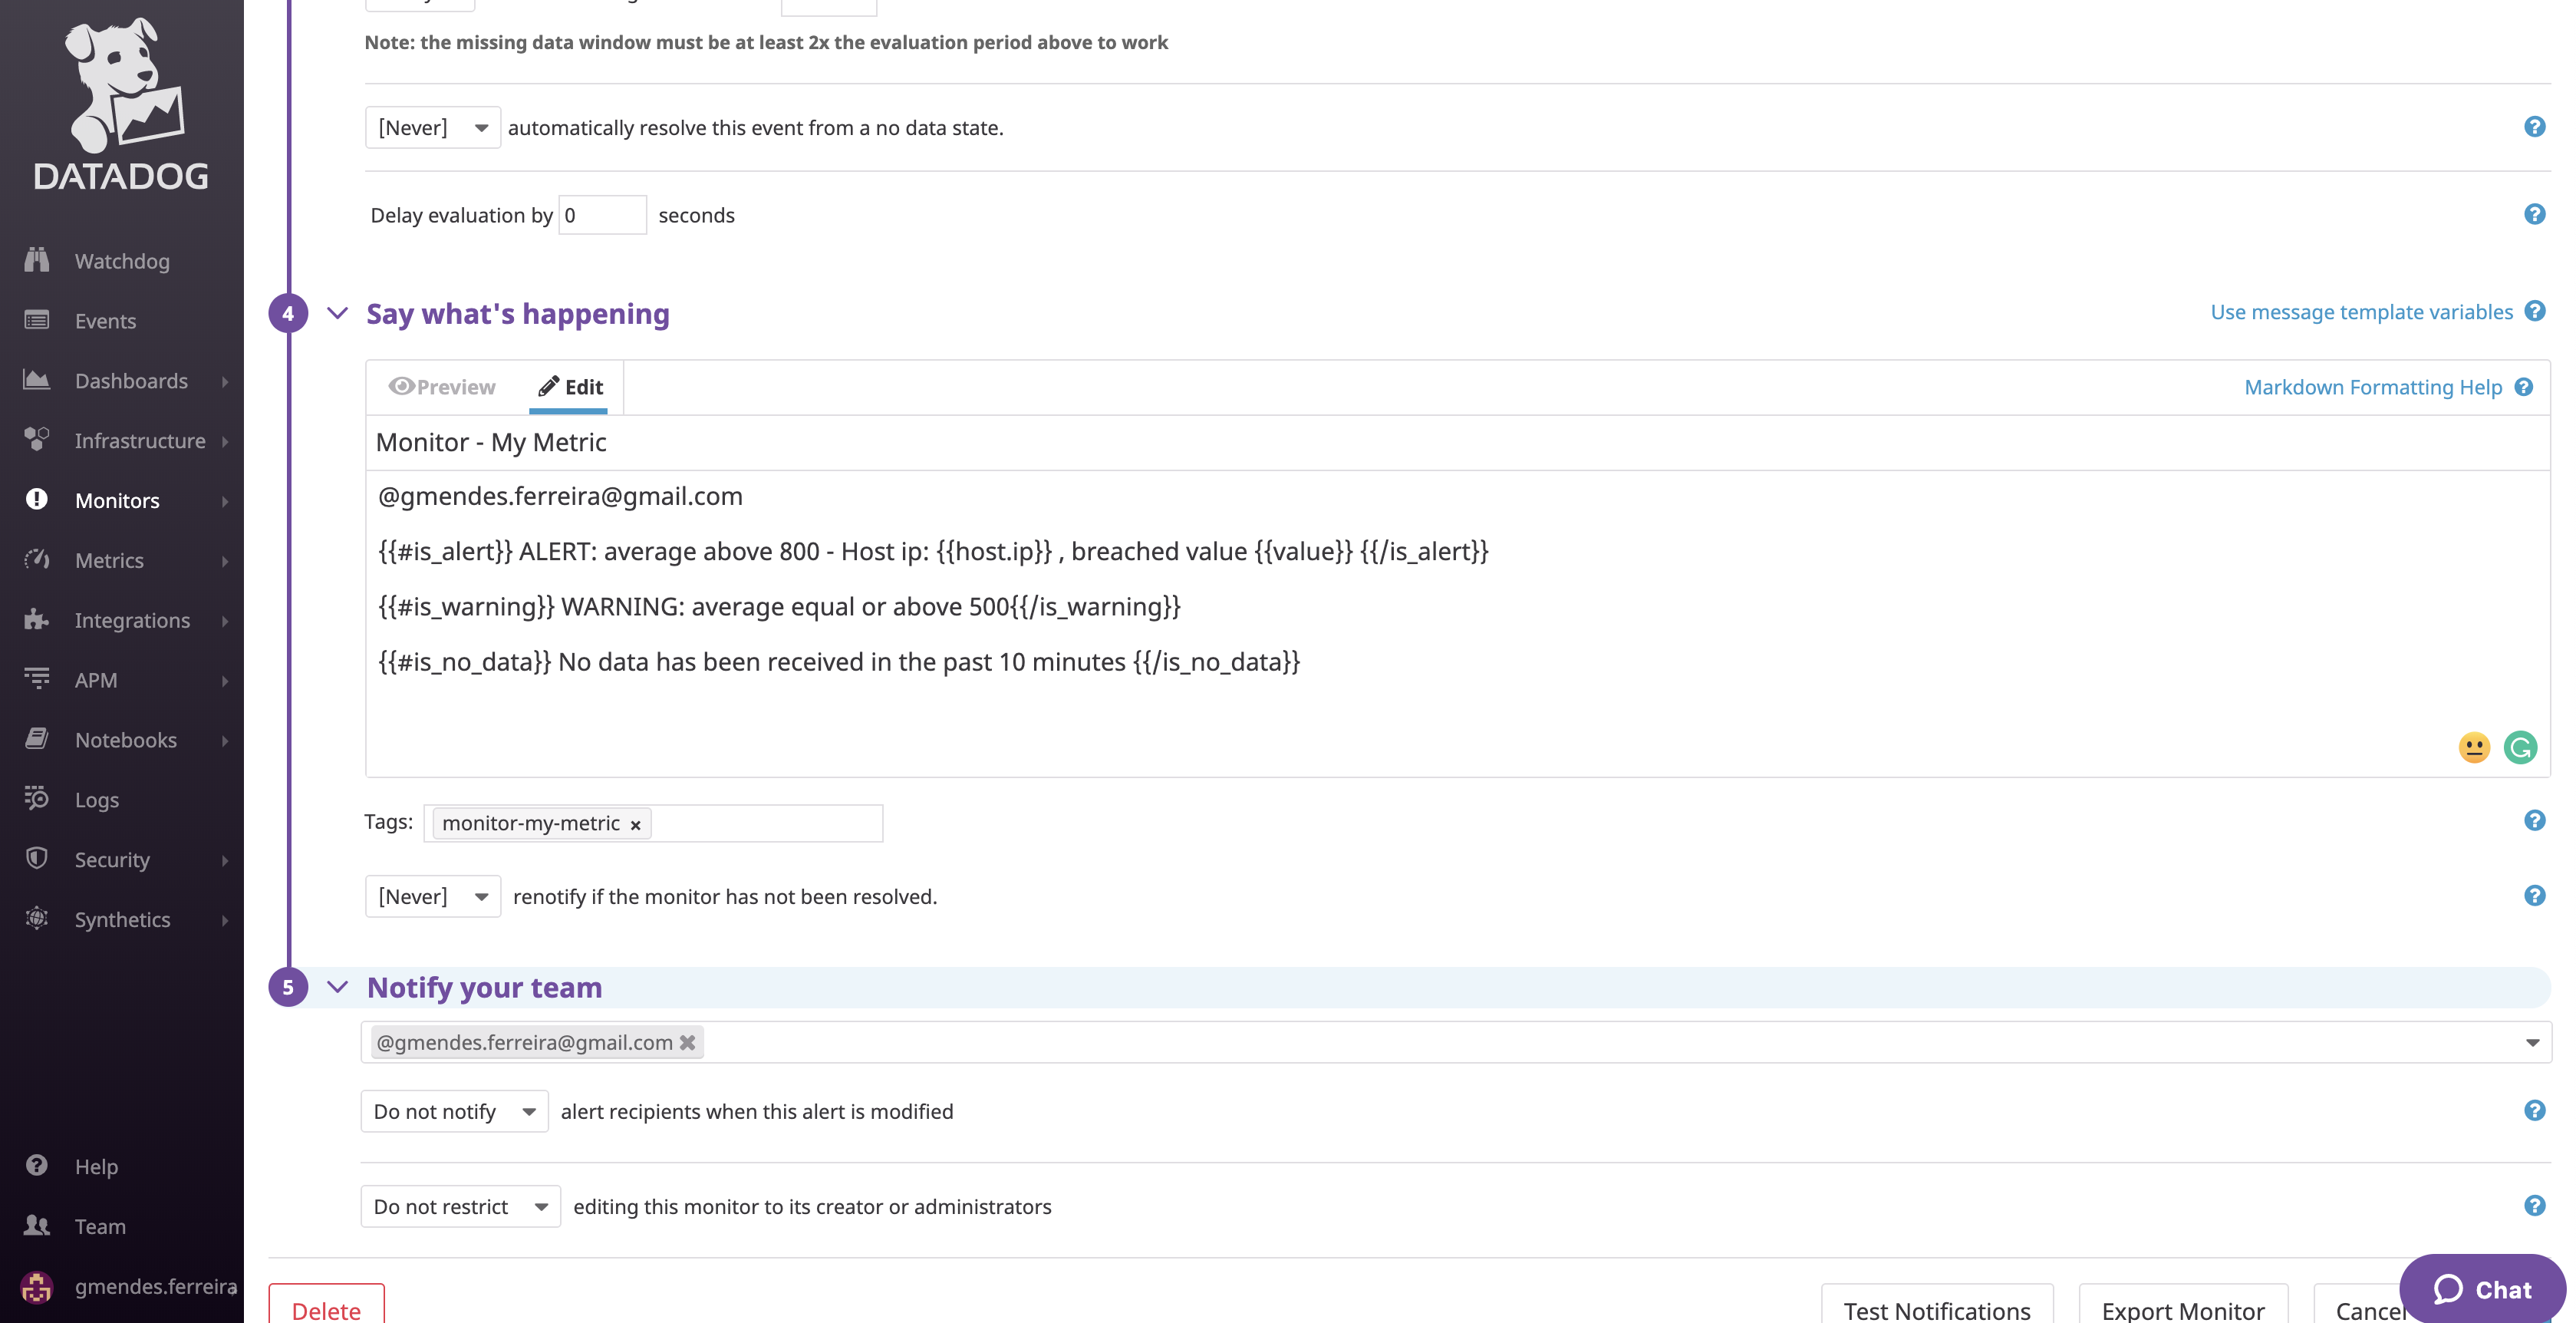 DATADOG
Watchdog
Events
Dashboards
Infrastructure
Monitors
Metrics
Integrations
APM
Notebooks
Logs
Security
Synthetics
Help
Team
gmendes.ferreira
Note: the missing data window must be at least 2x the evaluation period above to work
[Never] automatically resolve this event from a no data state.
Delay evaluation by 0 seconds
4 Say what's happening Use message template variables
Preview Edit Markdown Formatting Help
Monitor - My Metric
@gmendes.ferreira@gmail.com
{{#is_alert}} ALERT: average above 800 - Host ip: {{host.ip}} , breached value {{value}} {{/is_alert}}
{{#is_warning}} WARNING: average equal or above 500{{/is_warning}}
{{#is_no_data}} No data has been received in the past 10 minutes {{/is_no_data}}
Tags: monitor-my-metric ×
[Never] renotify if the monitor has not been resolved.
5 Notify your team
@gmendes.ferreira@gmail.com
Do not notify alert recipients when this alert is modified
Do not restrict editing this monitor to its creator or administrators
Delete Test Notifications Export Monitor Cancel Chat